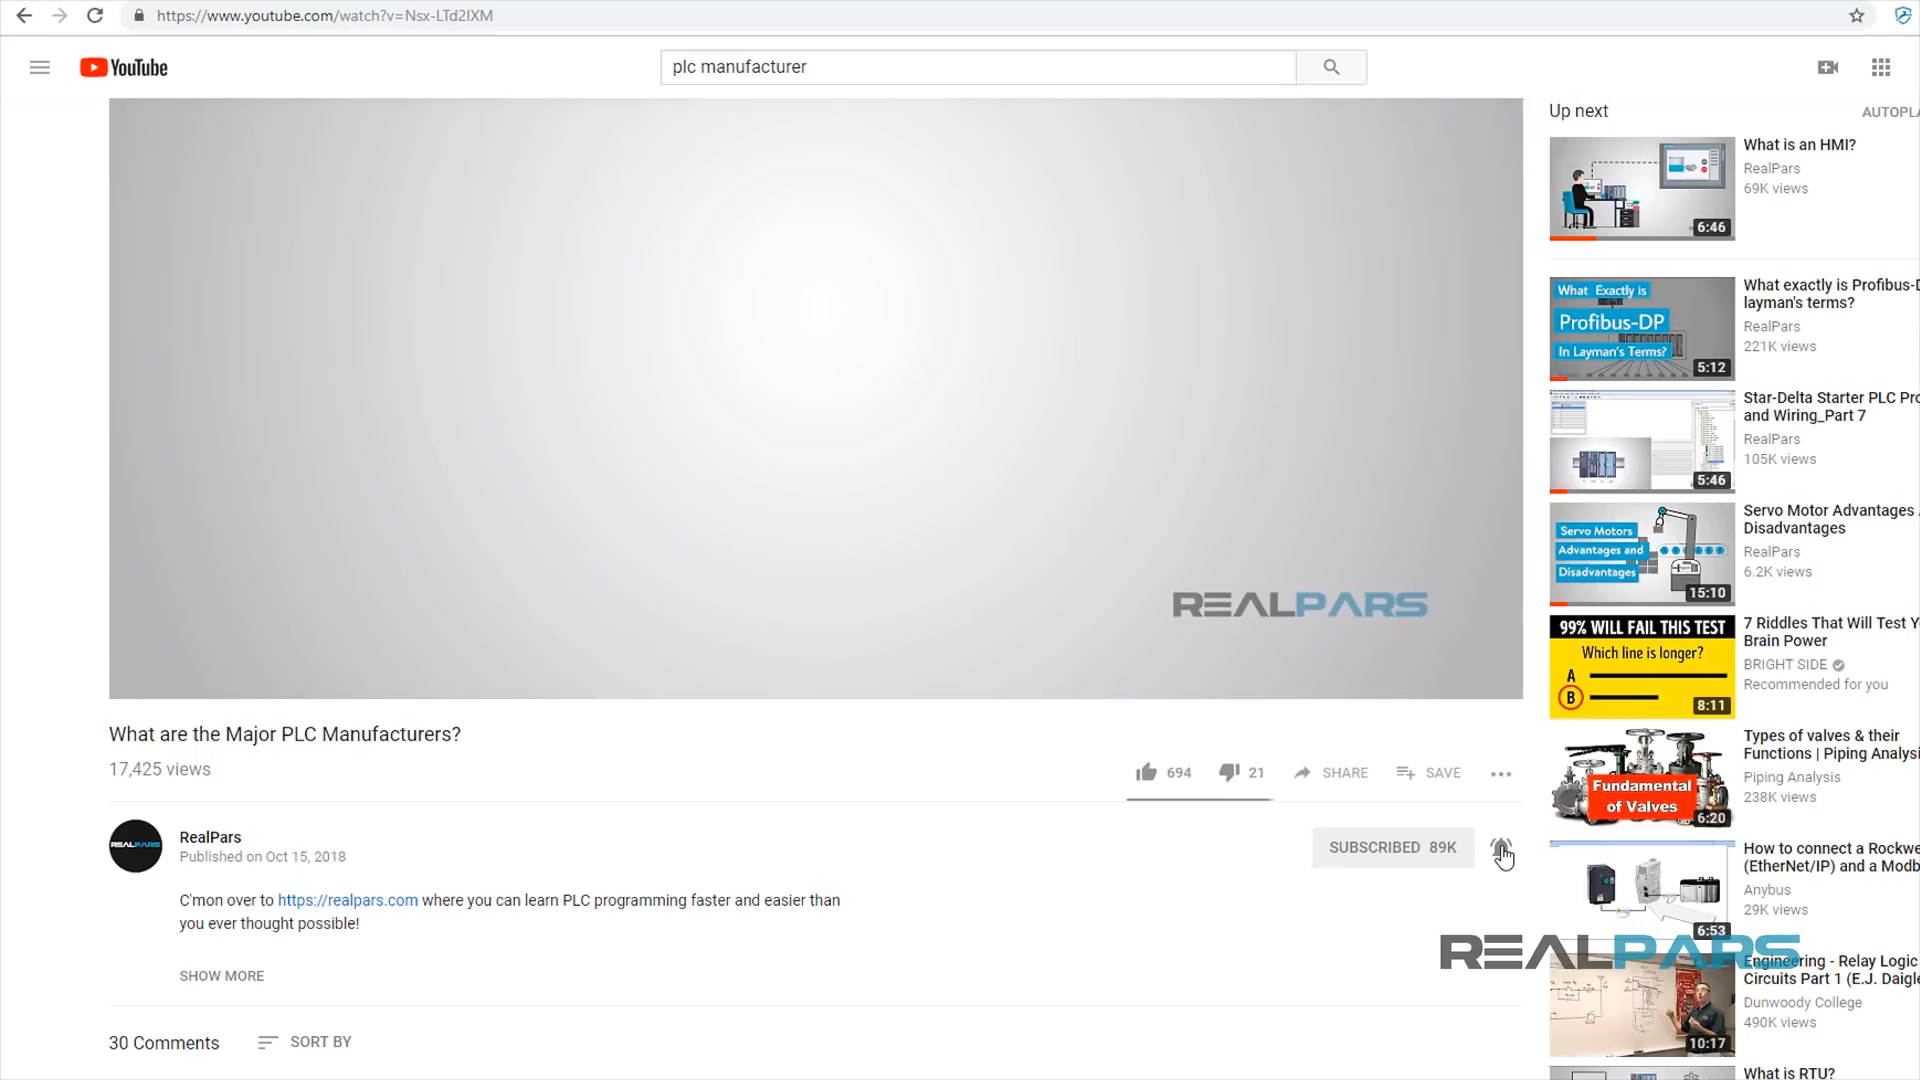 https://www.youtube.com/watch?v=Nsx-LTd2IXM
YouTube
plc manufacturer
REALPARS
What are the Major PLC Manufacturers?
17,425 views
694
21
SHARE
SAVE
REALPARS
RealPars
Published on Oct 15, 2018
SUBSCRIBED 89K
C'mon over to https://realpars.com where you can learn PLC programming faster and easier than
you ever thought possible!
SHOW MORE
30 Comments
SORT BY
Up next
AUTOPLA
6:46
What is an HMI?
RealPars
69K views
What Exactly is
Profibus-DP
In Layman's Terms?
5:12
What exactly is Profibus-D
layman's terms?
RealPars
221K views
5:46
Star-Delta Starter PLC Pro
and Wiring_Part 7
RealPars
105K views
Servo Motors
Advantages and
Disadvantages
15:10
Servo Motor Advantages
Disadvantages
RealPars
6.2K views
99% WILL FAIL THIS TEST
Which line is longer?
A
B
8:11
7 Riddles That Will Test Y
Brain Power
BRIGHT SIDE
Recommended for you
Fundamental
of Valves
6:20
Types of valves & their
Functions | Piping Analysi
Piping Analysis
238K views
6:53
How to connect a Rockwe
(EtherNet/IP) and a Modb
Anybus
29K views
REALPARS
10:17
Engineering - Relay Logic
Circuits Part 1 (E.J. Daigle
Dunwoody College
490K views
What is RTU?